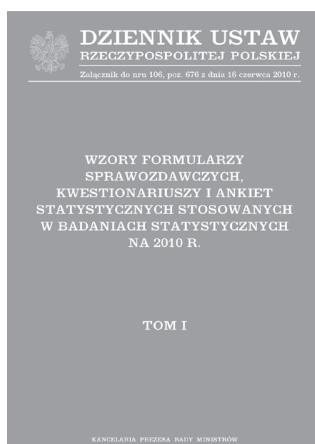 DZIENNIK USTAW
RZECZYPOSPOLITEJ POLSKIEJ
Załącznik do nru 106, poz. 676 z dnia 16 czerwca 2010 r.
WZORY FORMULARZY
SPRAWOZDAWCZYCH,
KWESTIONARIUSZY I ANKIET
STATYSTYCZNYCH STOSOWANYCH
W BADANIACH STATYSTYCZNYCH
NA 2010 R.
TOM I
KANCELARIA PREZESA RADY MINISTRÓW